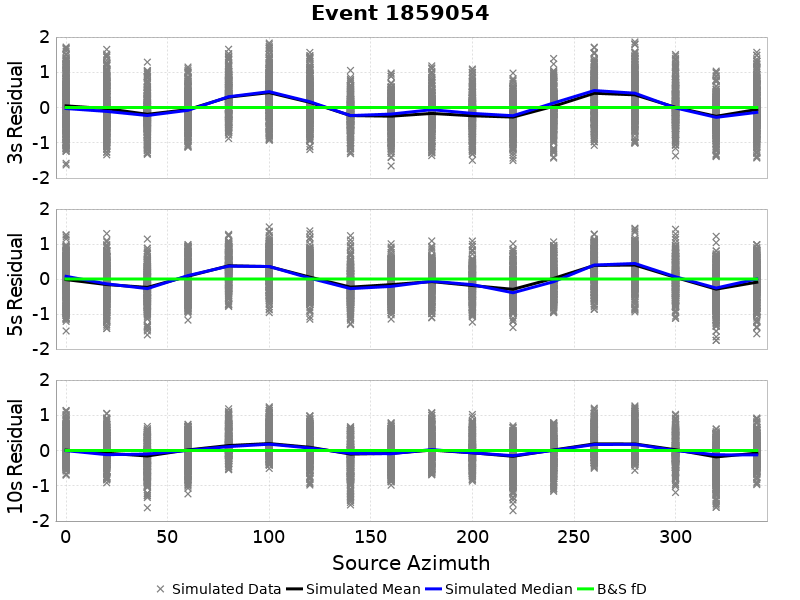 Event 1859054
3s Residual
2
1
0
-1
-2
5s Residual
2
1
0
-1
-2
10s Residual
2
1
0
-1
-2
0 50 100 150 200 250 300
Source Azimuth
Simulated Data Simulated Mean Simulated Median B&S fD